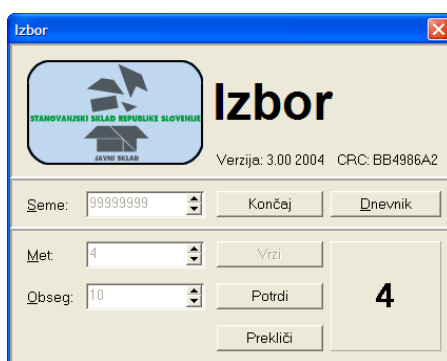 Izbor
STANOVANJSKI SKLAD REPUBLIKE SLOVENIJE
JAVNI SKLAD
Izbor
Verzija: 3.00 2004 CRC: BB4986A2
Seme: 99999999 Končaj Dnevnik
Met: 4 Vrzi
Obseg: 10 Potrdi 4
Prekliči